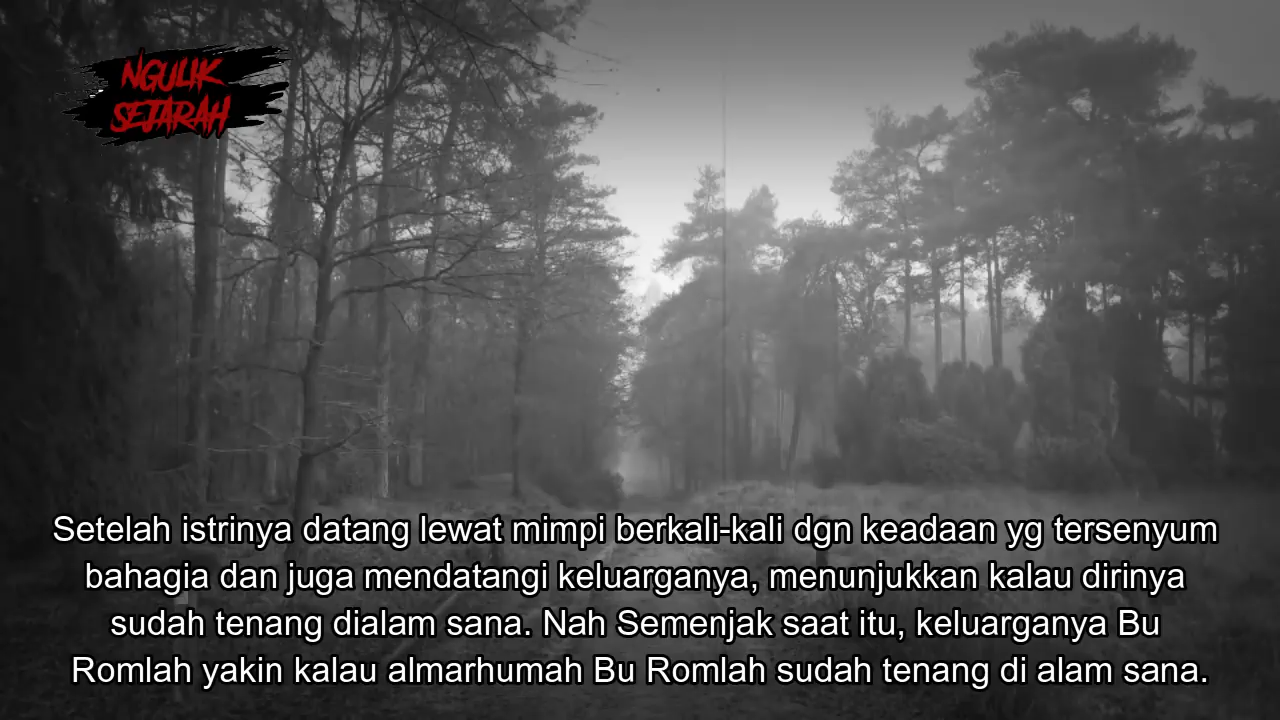 NGULIK
SEJARAH
Setelah istrinya datang lewat mimpi berkali-kali dgn keadaan yg tersenyum
bahagia dan juga mendatangi keluarganya, menunjukkan kalau dirinya
sudah tenang dialam sana. Nah Semenjak saat itu, keluarganya Bu
Romlah yakin kalau almarhumah Bu Romlah sudah tenang di alam sana.